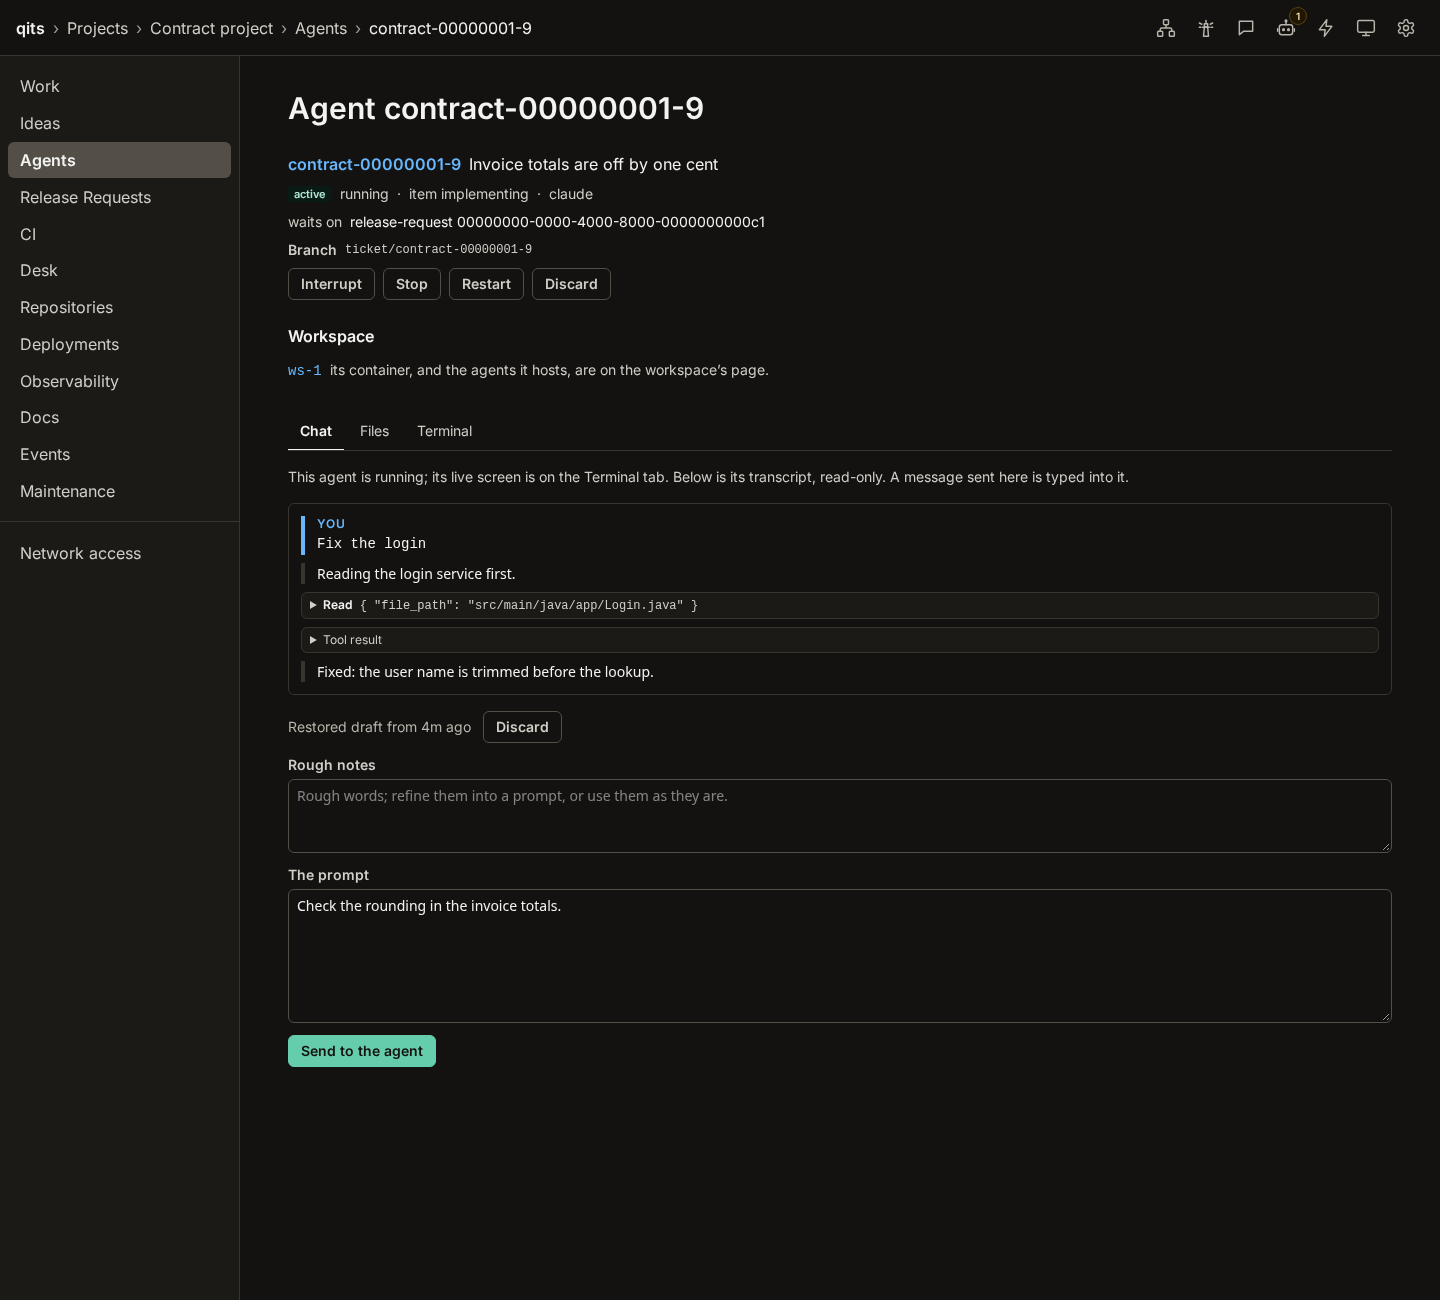 qits › Projects › Contract project › Agents › contract-00000001-9
1
Work
Ideas
Agents
Release Requests
CI
Desk
Repositories
Deployments
Observability
Docs
Events
Maintenance
Network access
Agent contract-00000001-9
contract-00000001-9 Invoice totals are off by one cent
active running · item implementing · claude
waits on release-request 00000000-0000-4000-8000-0000000000c1
Branch ticket/contract-00000001-9
Interrupt Stop Restart Discard
Workspace
ws-1 its container, and the agents it hosts, are on the workspace’s page.
Chat Files Terminal
This agent is running; its live screen is on the Terminal tab. Below is its transcript, read-only. A message sent here is typed into it.
YOU
Fix the login
Reading the login service first.
Read { "file_path": "src/main/java/app/Login.java" }
Tool result
Fixed: the user name is trimmed before the lookup.
Restored draft from 4m ago Discard
Rough notes
Rough words; refine them into a prompt, or use them as they are.
The prompt
Check the rounding in the invoice totals.
Send to the agent